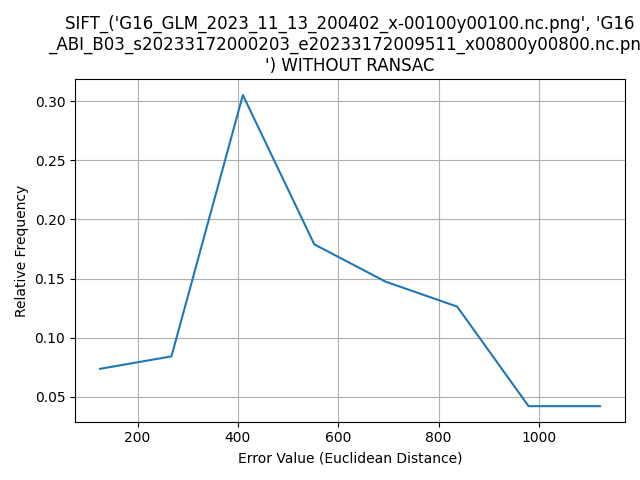 SIFT_('G16_GLM_2023_11_13_200402_x-00100y00100.nc.png', 'G16
_ABI_B03_s20233172000203_e20233172009511_x00800y00800.nc.pn
') WITHOUT RANSAC
0.30
0.25
0.20
0.15
0.10
0.05
Relative Frequency
200 400 600 800 1000
Error Value (Euclidean Distance)